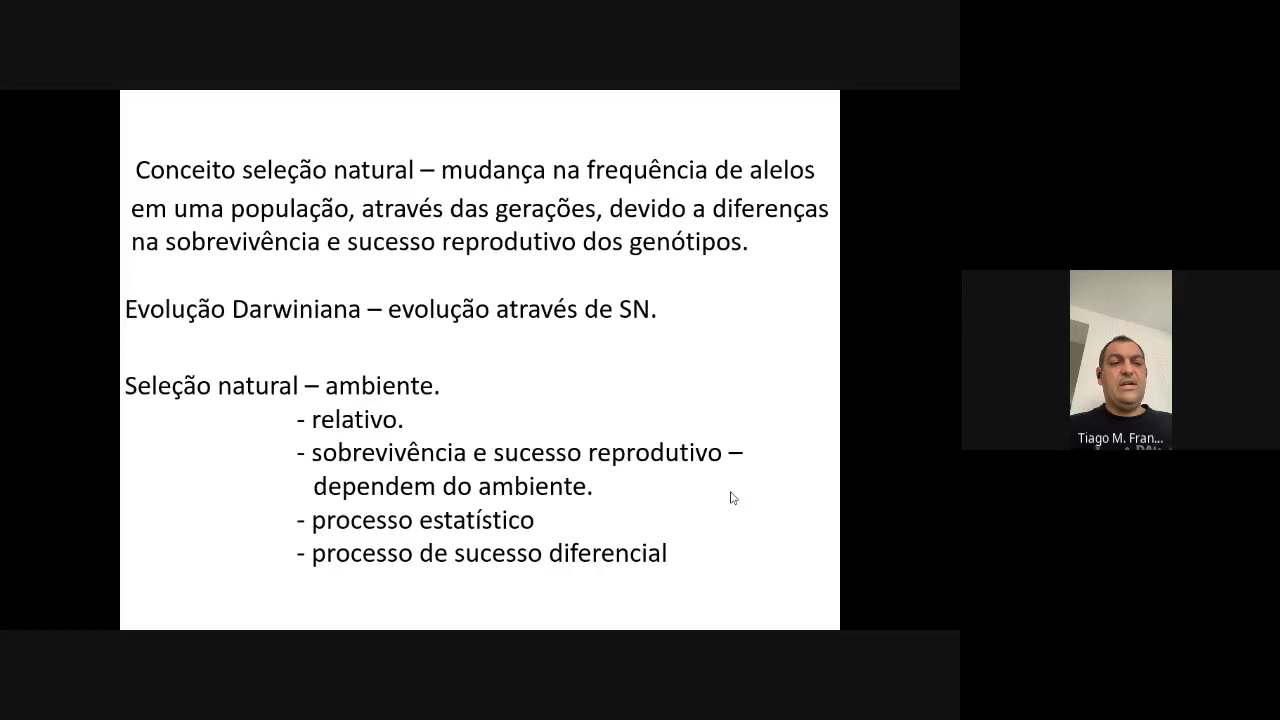 Conceito seleção natural – mudança na frequência de alelos
em uma população, através das gerações, devido a diferenças
na sobrevivência e sucesso reprodutivo dos genótipos.
Evolução Darwiniana – evolução através de SN.
Seleção natural – ambiente.
- relativo.
- sobrevivência e sucesso reprodutivo –
dependem do ambiente.
- processo estatístico
- processo de sucesso diferencial
Tiago M. Fran...